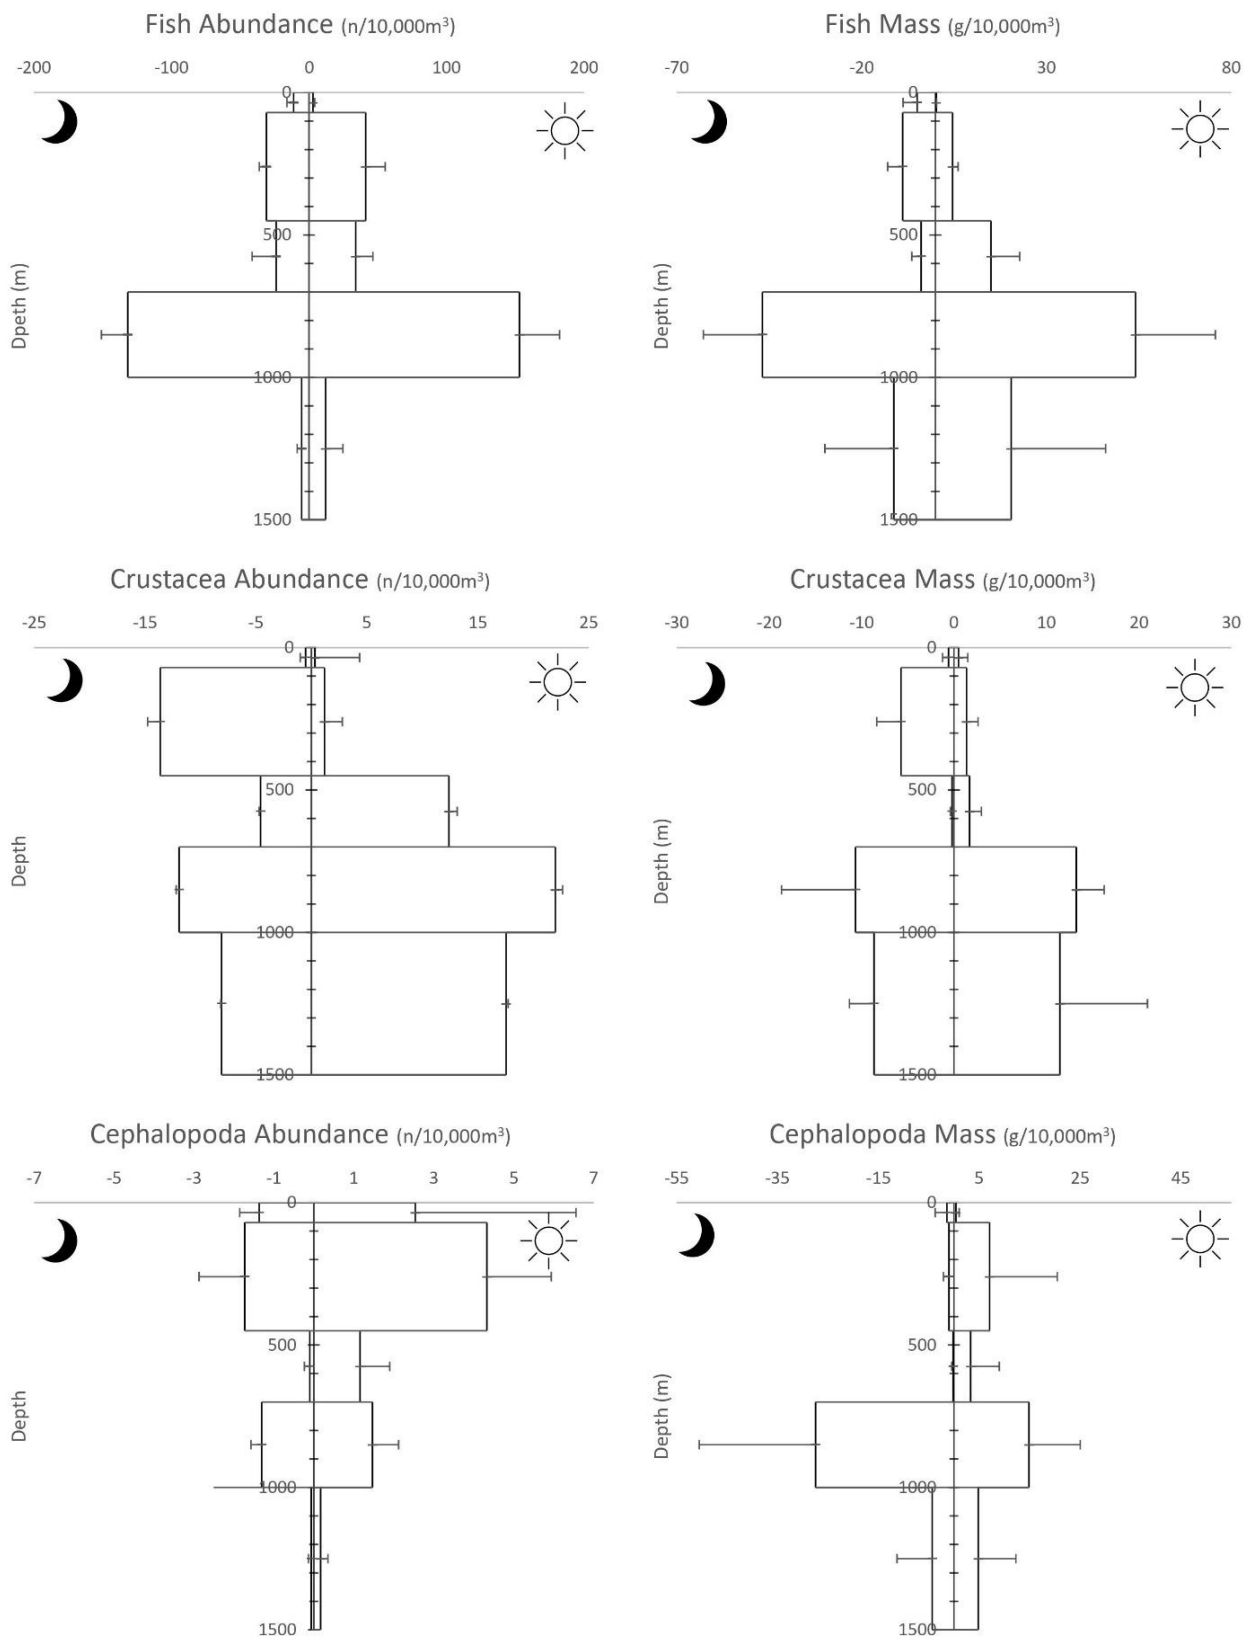 Fish Abundance (n/10,000m³)
-200 -100 0 100 200
0
500
1000
1500
Dpeth (m)
Fish Mass (g/10,000m³)
-70 -20 30 80
0
500
1000
1500
Depth (m)
Crustacea Abundance (n/10,000m³)
-25 -15 -5 5 15 25
0
500
1000
1500
Depth
Crustacea Mass (g/10,000m³)
-30 -20 -10 0 10 20 30
0
500
1000
1500
Depth (m)
Cephalopoda Abundance (n/10,000m³)
-7 -5 -3 -1 1 3 5 7
0
500
1000
1500
Depth
Cephalopoda Mass (g/10,000m³)
-55 -35 -15 5 25 45
0
500
1000
1500
Depth (m)